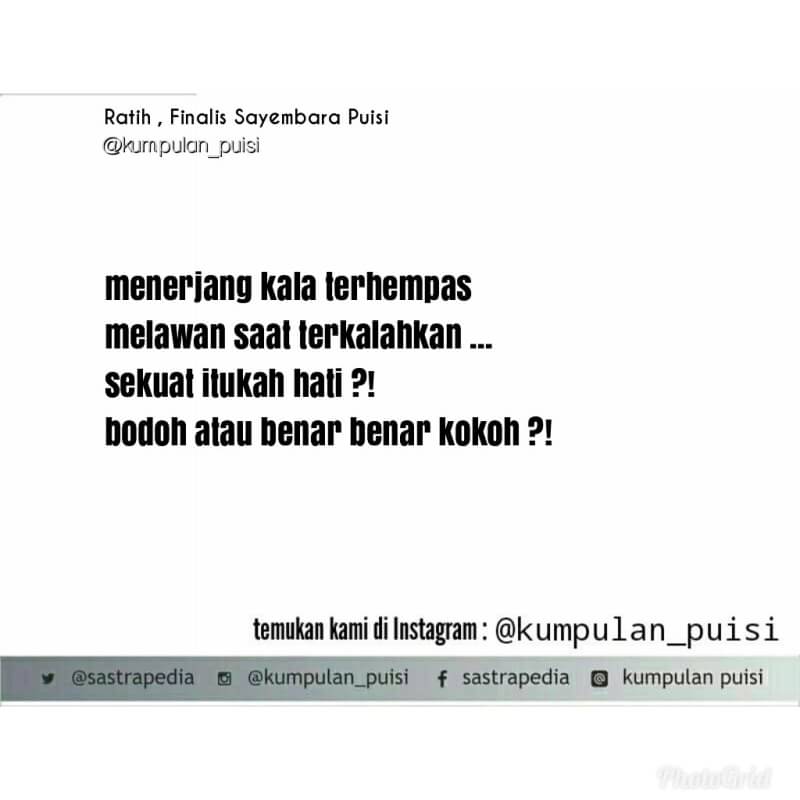 Ratih , Finalis Sayembara Puisi
@kumpulan_puisi
menerjang kala terhempas
melawan saat terkalahkan ...
sekuat itukah hati ?!
bodoh atau benar benar kokoh ?!
temukan kami di Instagram : @kumpulan_puisi
@sastrapedia @kumpulan_puisi sastrapedia kumpulan puisi
PhotoGrid